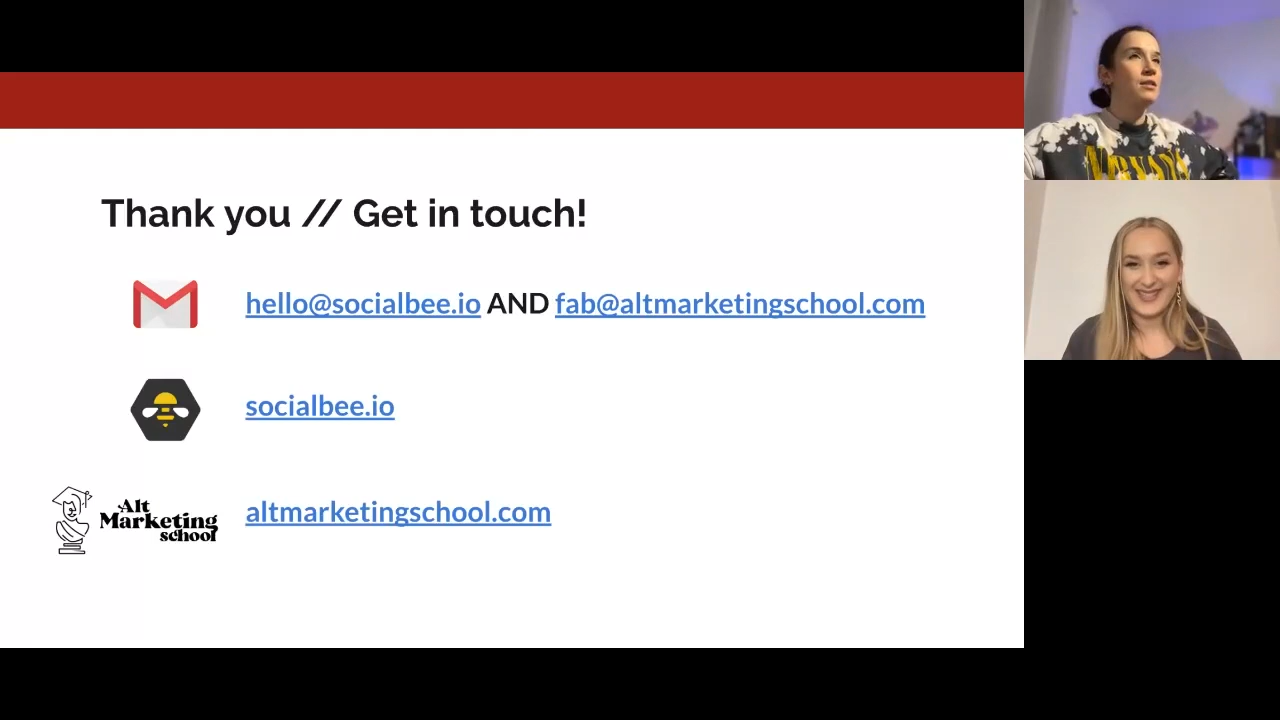 Thank you // Get in touch!
hello@socialbee.io AND fab@altmarketingschool.com
socialbee.io
Alt
Marketing
school
altmarketingschool.com